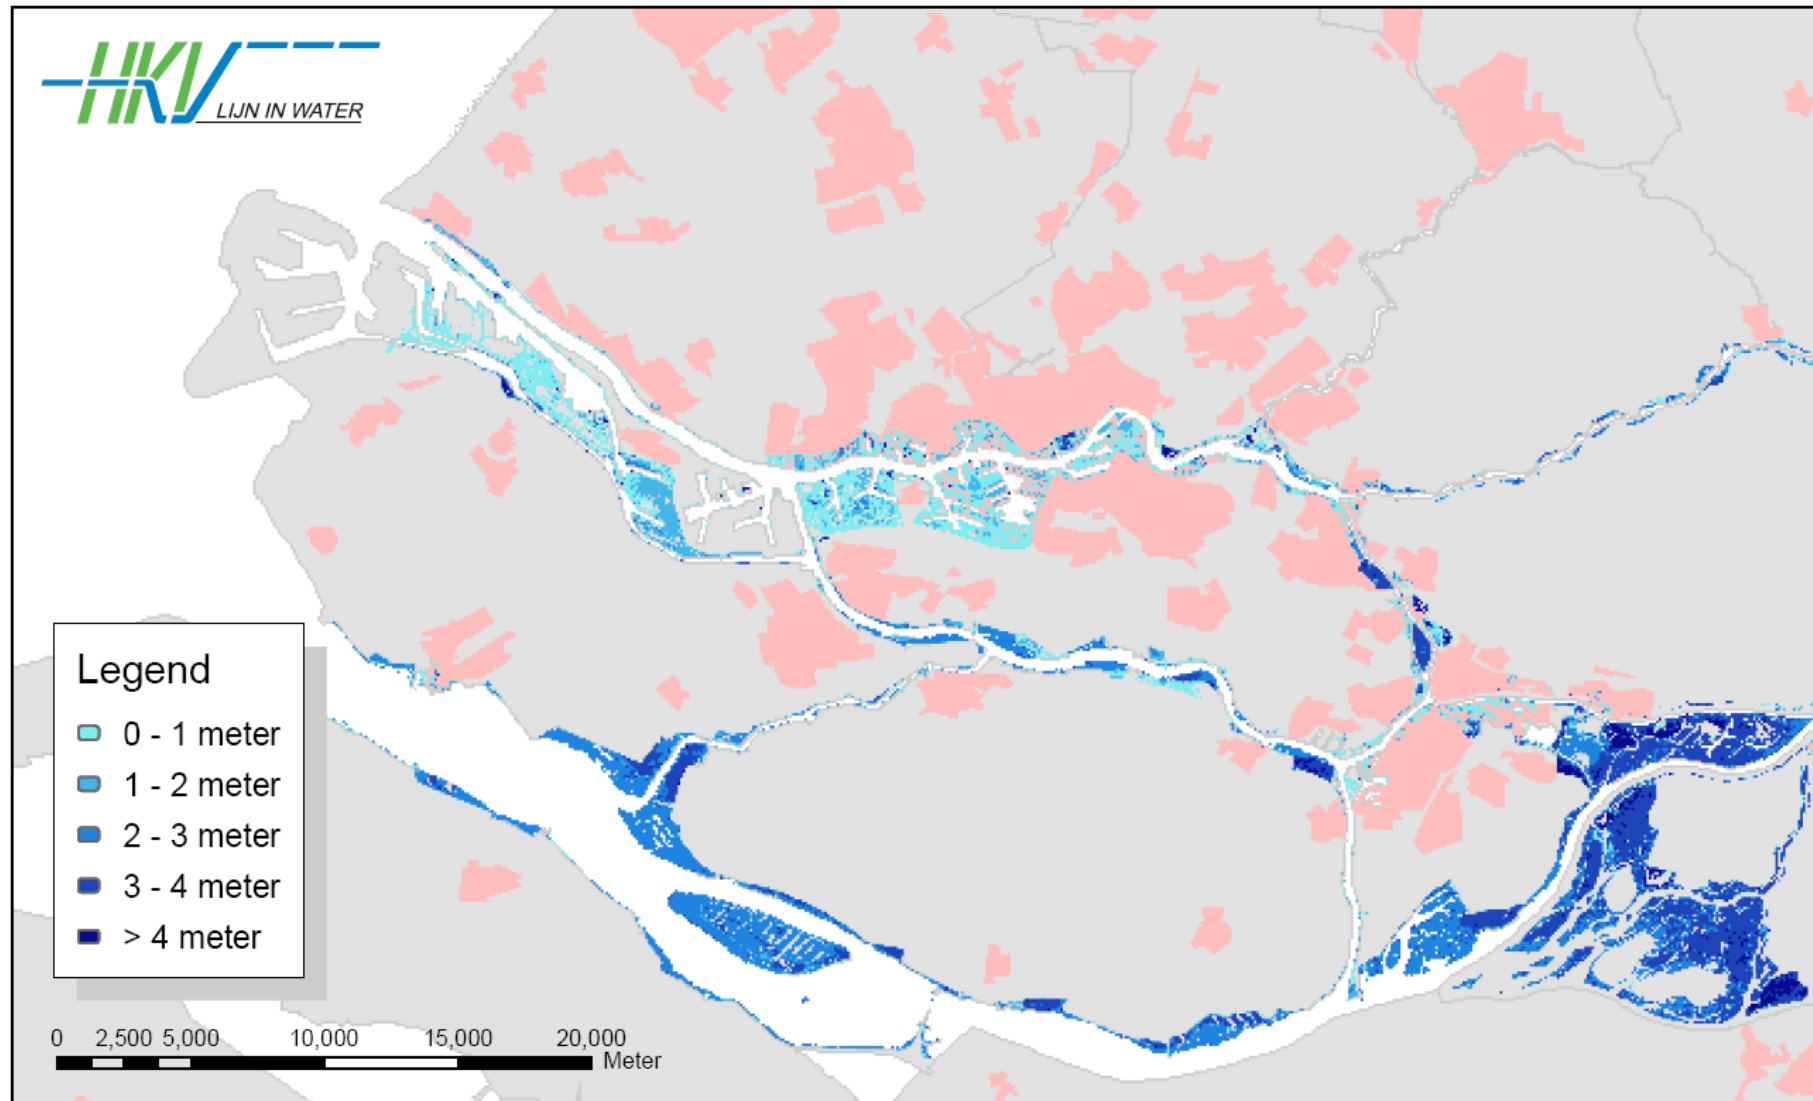 HKV
LIJN IN WATER
Legend
0 - 1 meter
1 - 2 meter
2 - 3 meter
3 - 4 meter
> 4 meter
0 2,500 5,000 10,000 15,000 20,000
Meter